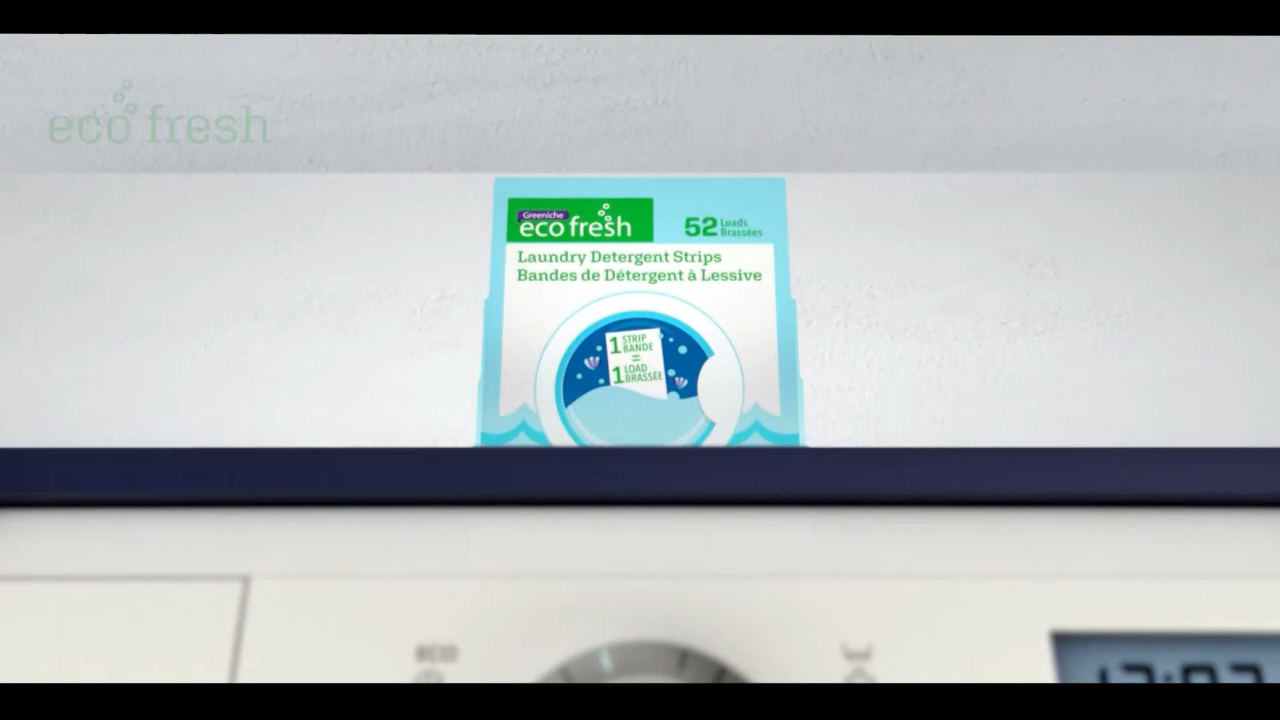 eco fresh
Greeniche
eco fresh
52 Loads
Brassées
Laundry Detergent Strips
Bandes de Détergent à Lessive
1 STRIP
BANDE
=
1 LOAD
BRASSÉE
ECO